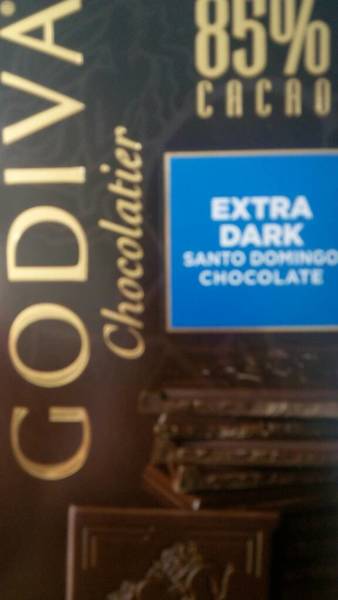 GODIVA®
Chocolatier
85%
CACAO
EXTRA
DARK
SANTO DOMINGO
CHOCOLATE